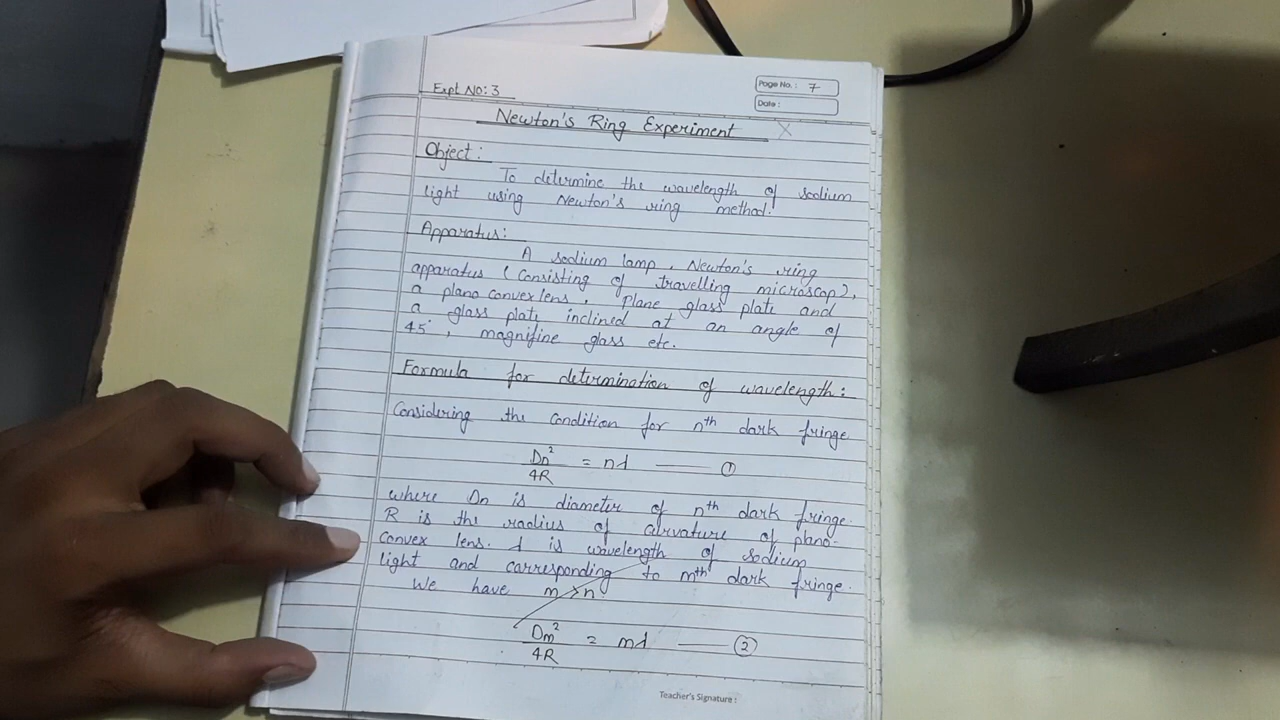 Expt No: 3
Page No. : 7
Date :
Newton's Ring Experiment
Object :
To determine the wavelength of sodium
light using Newton's ring method.
Apparatus :
A sodium lamp, Newton's ring
apparatus (Consisting of travelling microscop),
a plano convex lens, plane glass plate and
a glass plate inclined at an angle of
45°, magnifine glass etc.
Formula for determination of wavelength :
Considering the condition for nth dark fringe
Dn²/4R = nλ —— ①
where Dn is diameter of nth dark fringe.
R is the radius of curvature of plano-
convex lens. λ is wavelength of sodium
light and carresponding to mth dark fringe.
We have m > n
Dm²/4R = mλ —— ②
Teacher's Signature :